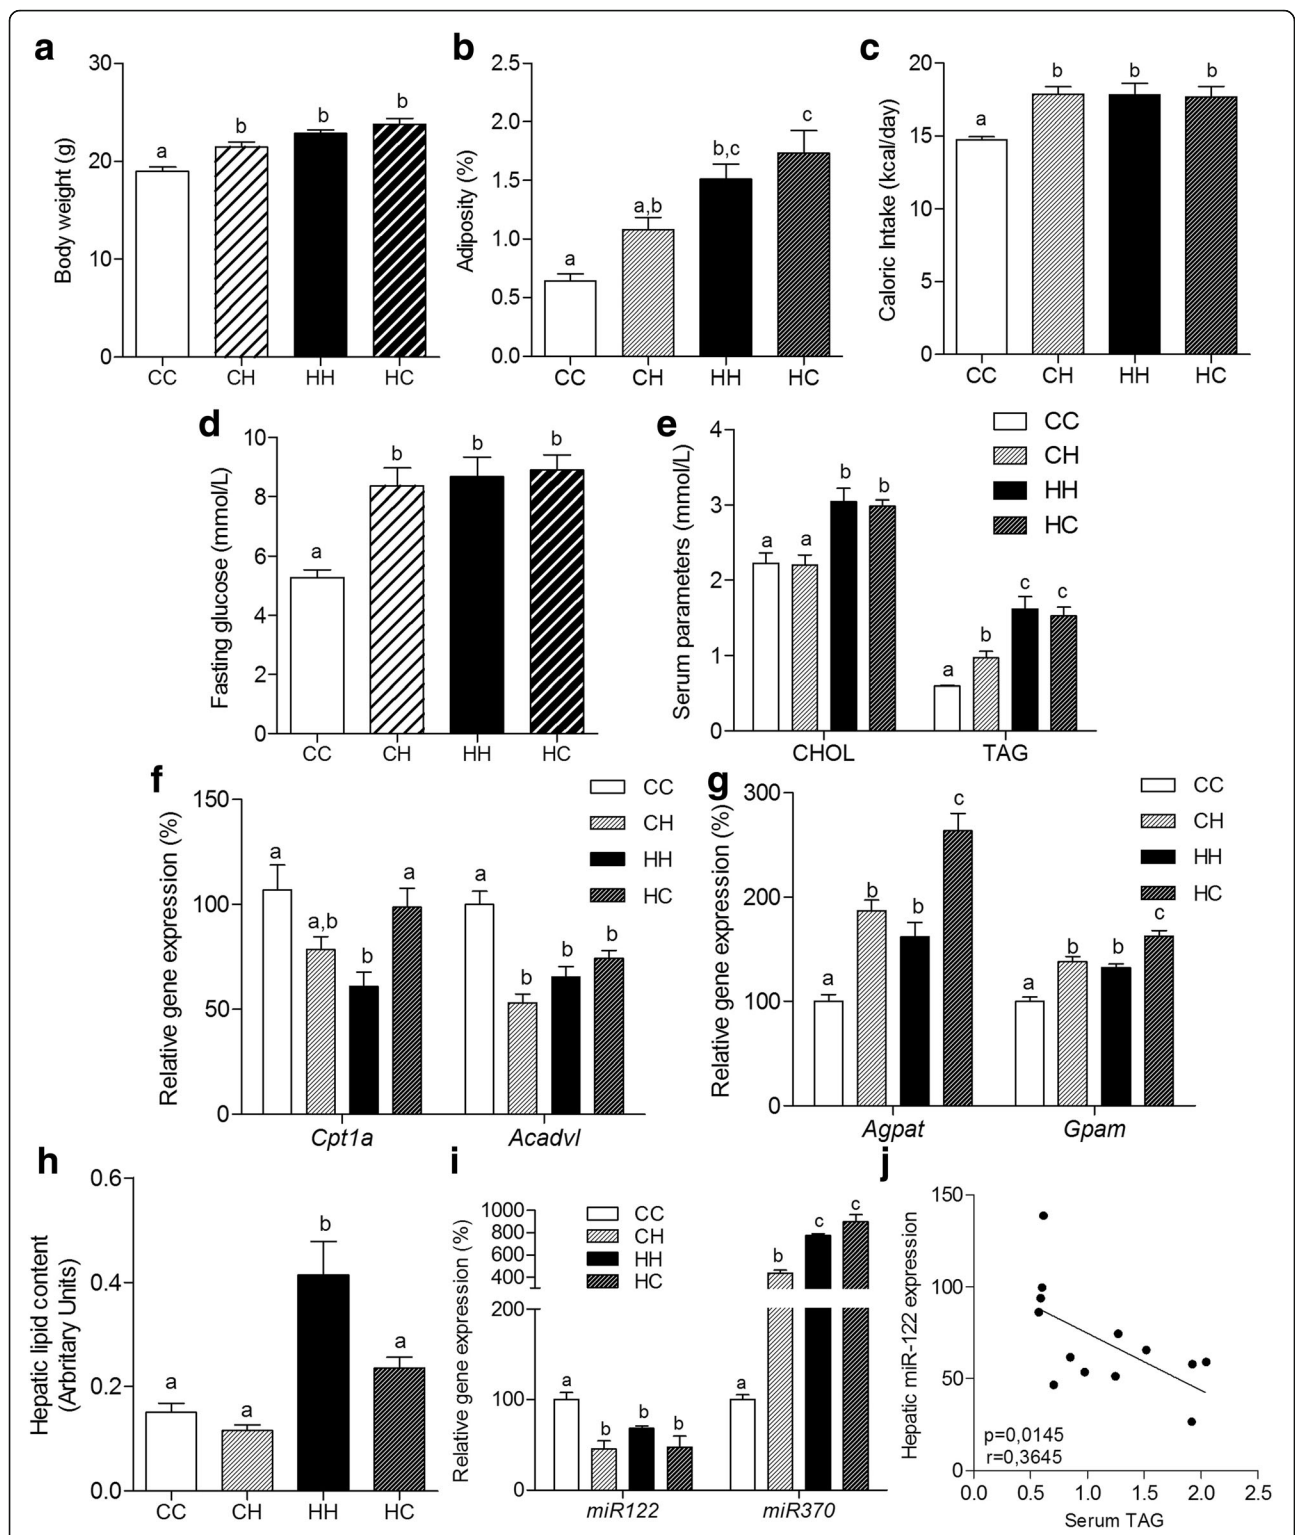 a
Body weight (g)
30
20
10
0
a
b
b
b
CC CH HH HC
b
Adiposity (%)
2.5
2.0
1.5
1.0
0.5
0.0
a
a,b
b,c
c
CC CH HH HC
c
Caloric Intake (kcal/day)
20
15
10
5
0
a
b
b
b
CC CH HH HC
d
Fasting glucose (mmol/L)
10
8
6
4
2
0
a
b
b
b
CC CH HH HC
e
Serum parameters (mmol/L)
4
3
2
1
0
a
a
b
b
a
b
c
c
CHOL TAG
CC
CH
HH
HC
f
Relative gene expression (%)
150
100
50
0
a
a,b
b
a
a
b
b
b
Cpt1a Acadvl
CC
CH
HH
HC
g
Relative gene expression (%)
300
200
100
0
a
b
b
c
a
b
b
c
Agpat Gpam
CC
CH
HH
HC
h
Hepatic lipid content
(Arbritary Units)
0.6
0.4
0.2
0.0
a
a
b
a
CC CH HH HC
i
Relative gene expression (%)
1000
800
600
400
200
100
0
a
b
b
b
a
b
c
c
miR122 miR370
CC
CH
HH
HC
j
Hepatic miR-122 expression
150
100
50
0
p=0,0145
r=0,3645
0.0 0.5 1.0 1.5 2.0 2.5
Serum TAG